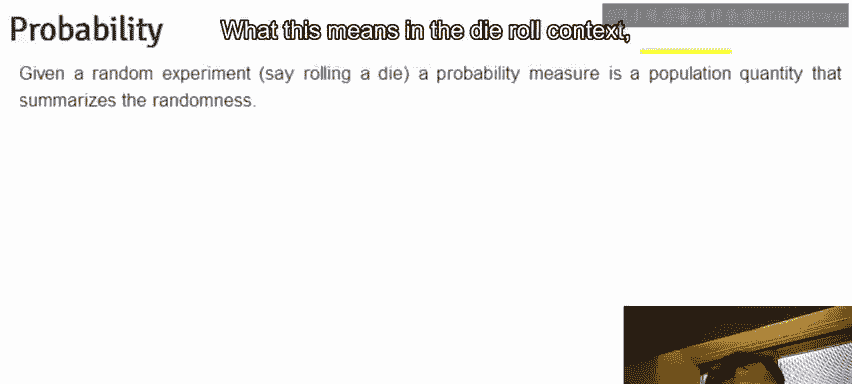 Probability
What this means in the die roll context,
Given a random experiment (say rolling a die) a probability measure is a population quantity that
summarizes the randomness.